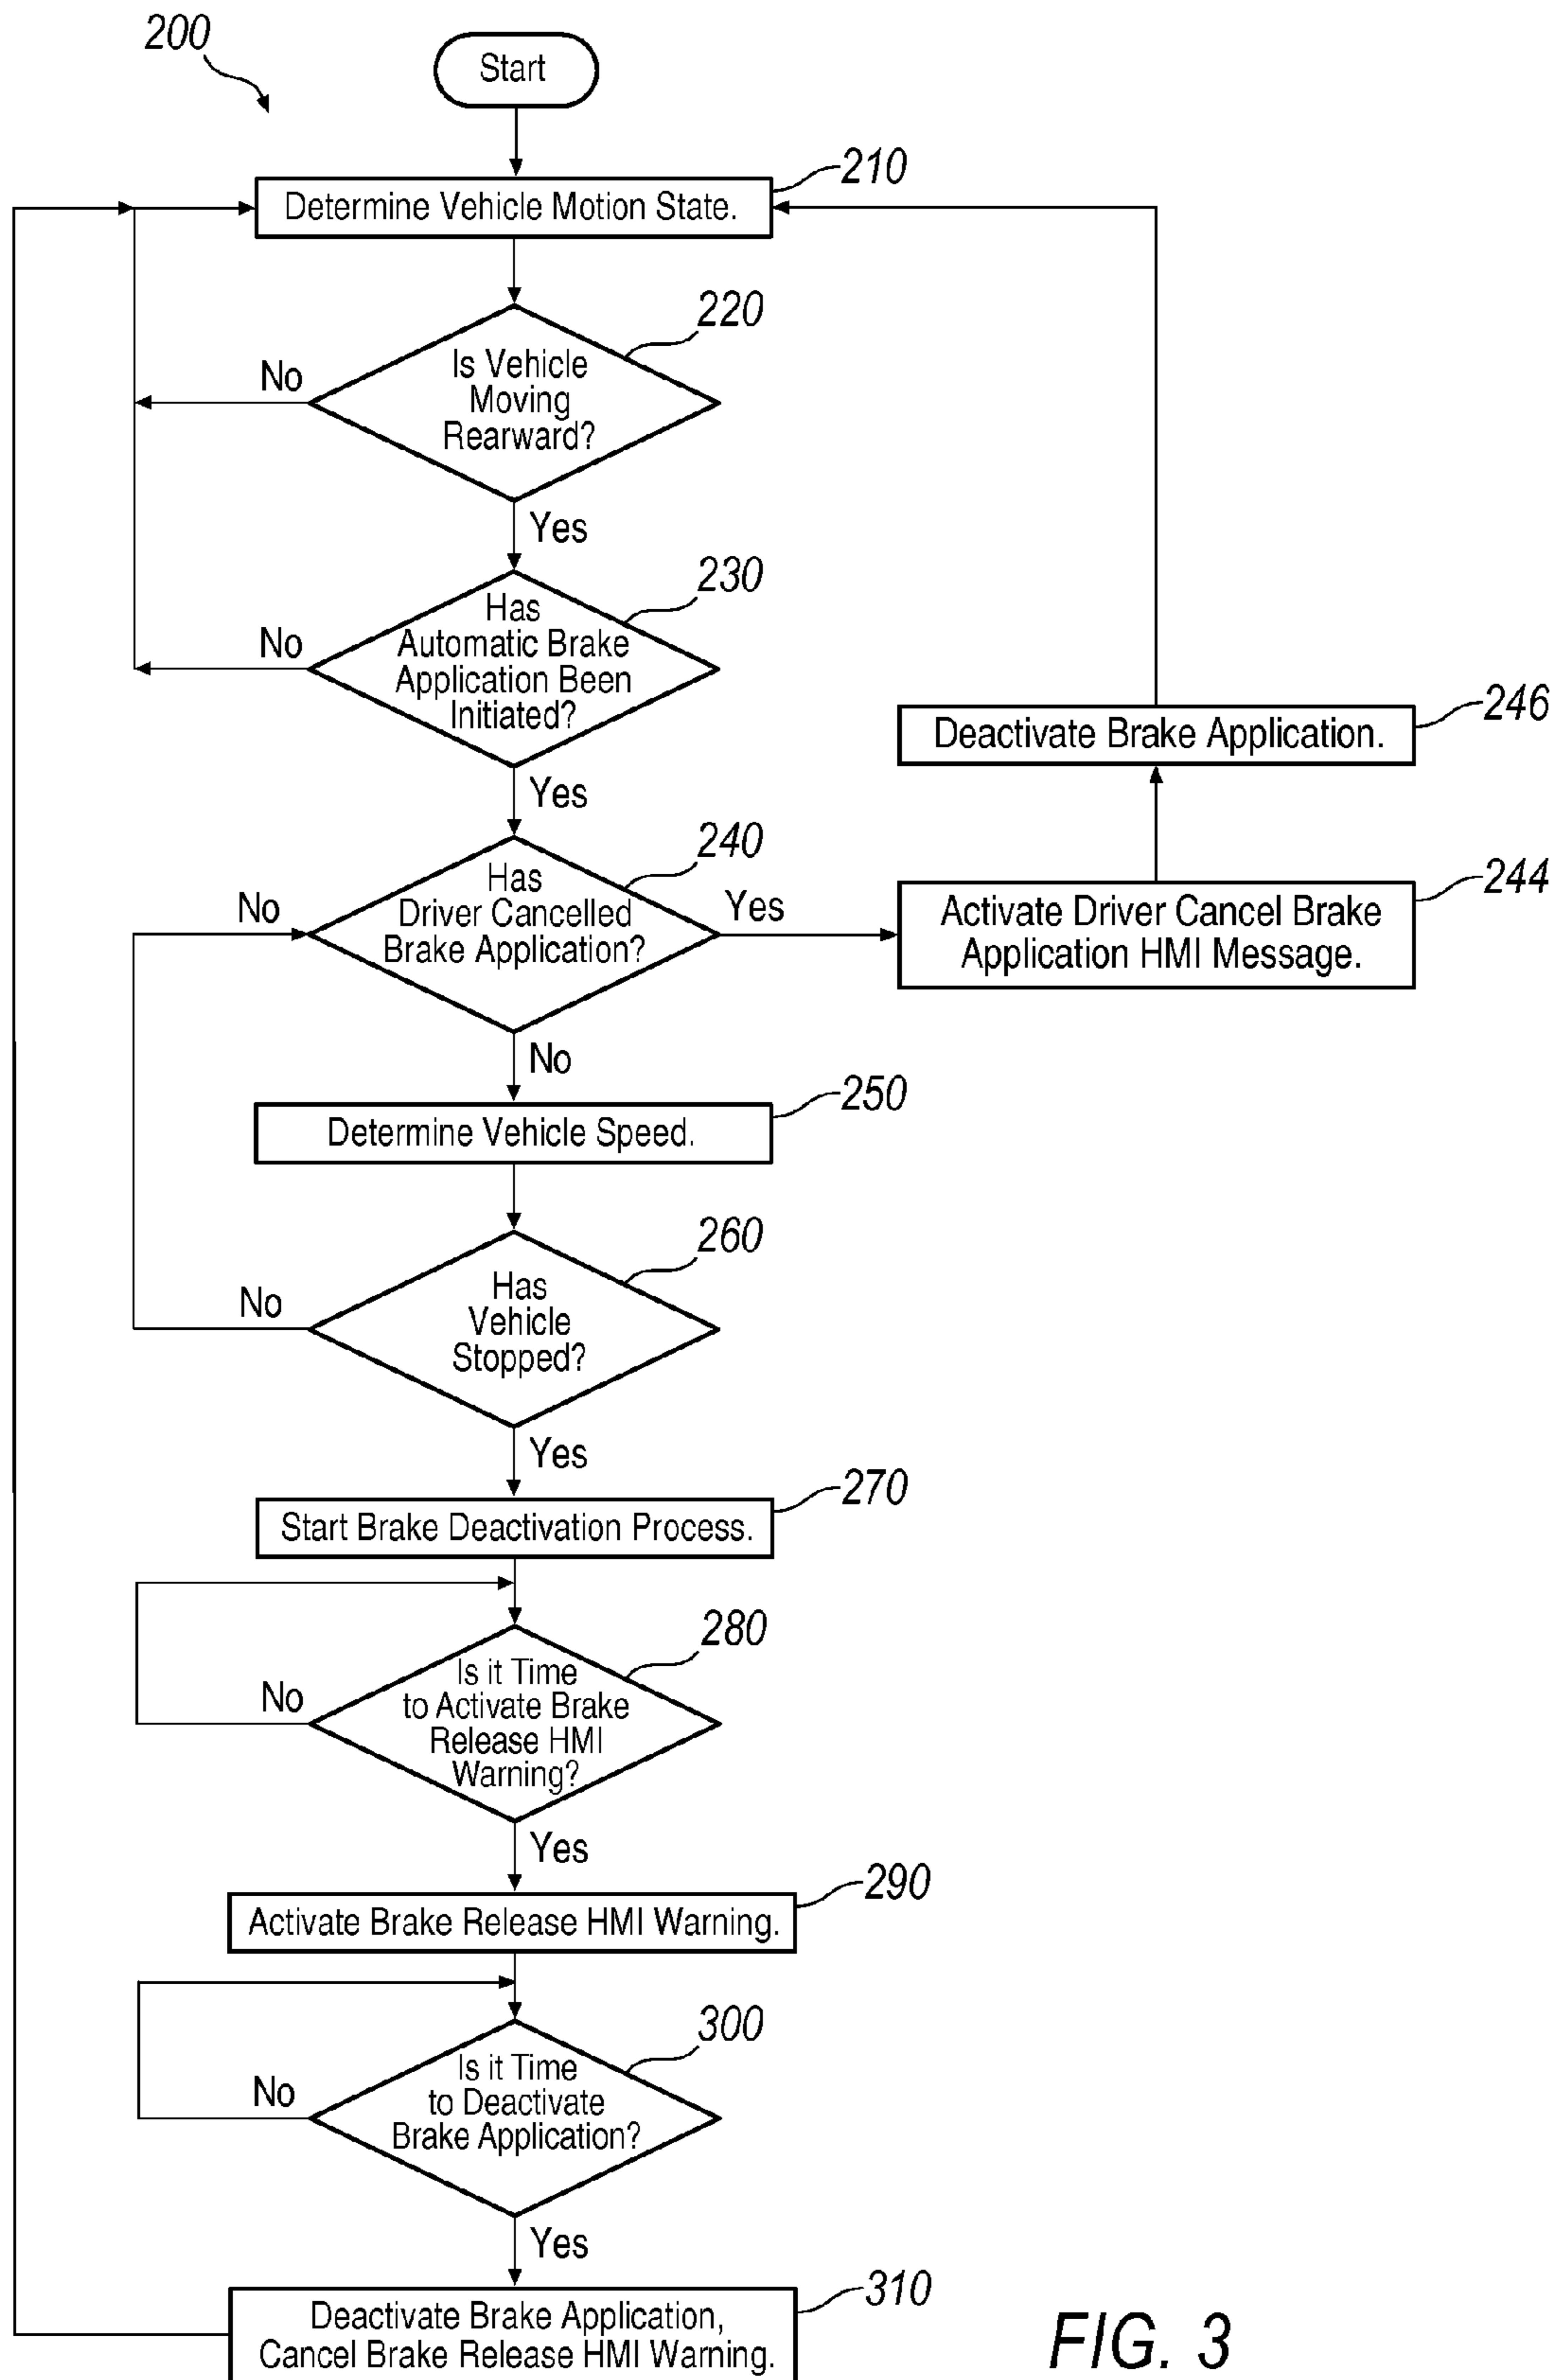 200
Start
210
Determine Vehicle Motion State.
220
Is Vehicle
Moving
Rearward?
No
Yes
230
Has
Automatic Brake
Application Been
Initiated?
No
Yes
246
Deactivate Brake Application.
240
Has
Driver Cancelled
Brake Application?
No
Yes
244
Activate Driver Cancel Brake
Application HMI Message.
No
250
Determine Vehicle Speed.
260
Has
Vehicle
Stopped?
No
Yes
270
Start Brake Deactivation Process.
280
Is it Time
to Activate Brake
Release HMI
Warning?
No
Yes
290
Activate Brake Release HMI Warning.
300
Is it Time
to Deactivate
Brake Application?
No
Yes
310
Deactivate Brake Application,
Cancel Brake Release HMI Warning.
FIG. 3